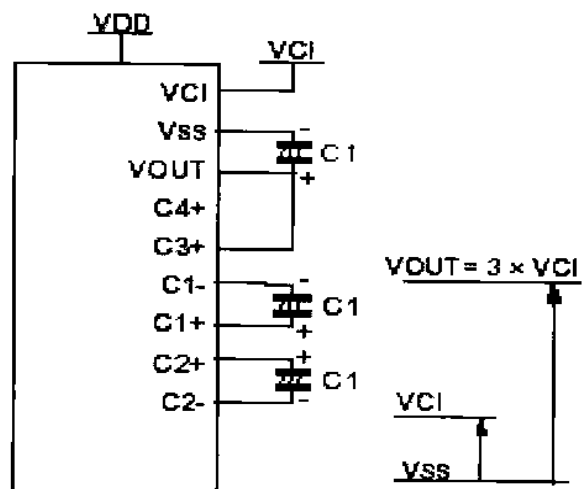 VDD
VCI
VCI
Vss
-
C1
VOUT
+
C4+
C3+
VOUT = 3 × VCI
C1-
-
C1
C1+
+
C2+
+
C1
C2-
-
VCI
VSS